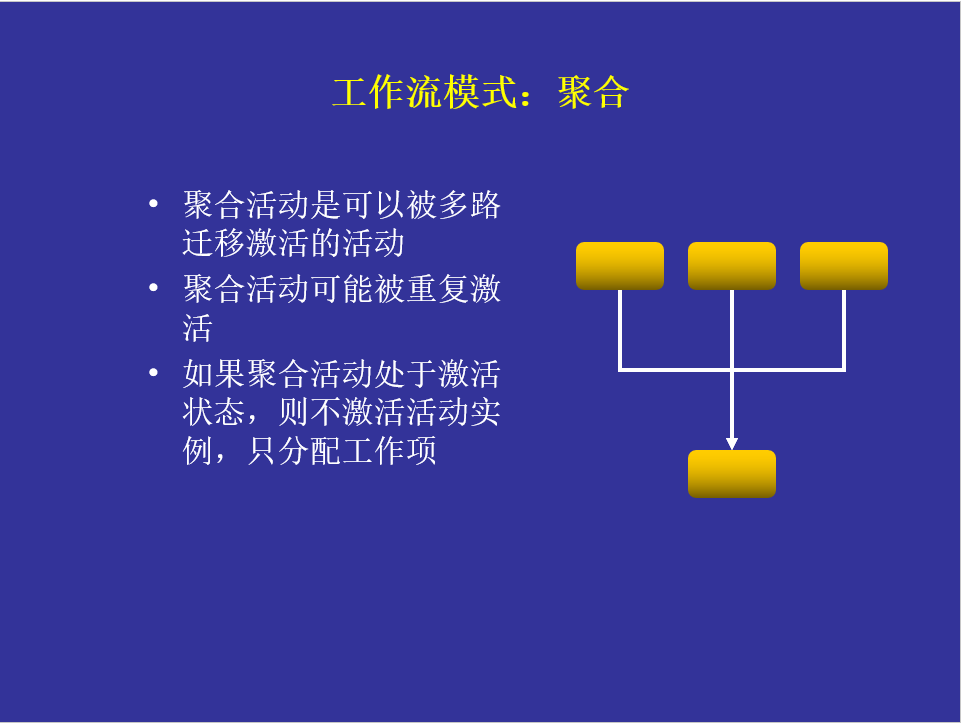 工作流模式：聚合
• 聚合活动是可以被多路
迁移激活的活动
• 聚合活动可能被重复激
活
• 如果聚合活动处于激活
状态，则不激活活动实
例，只分配工作项